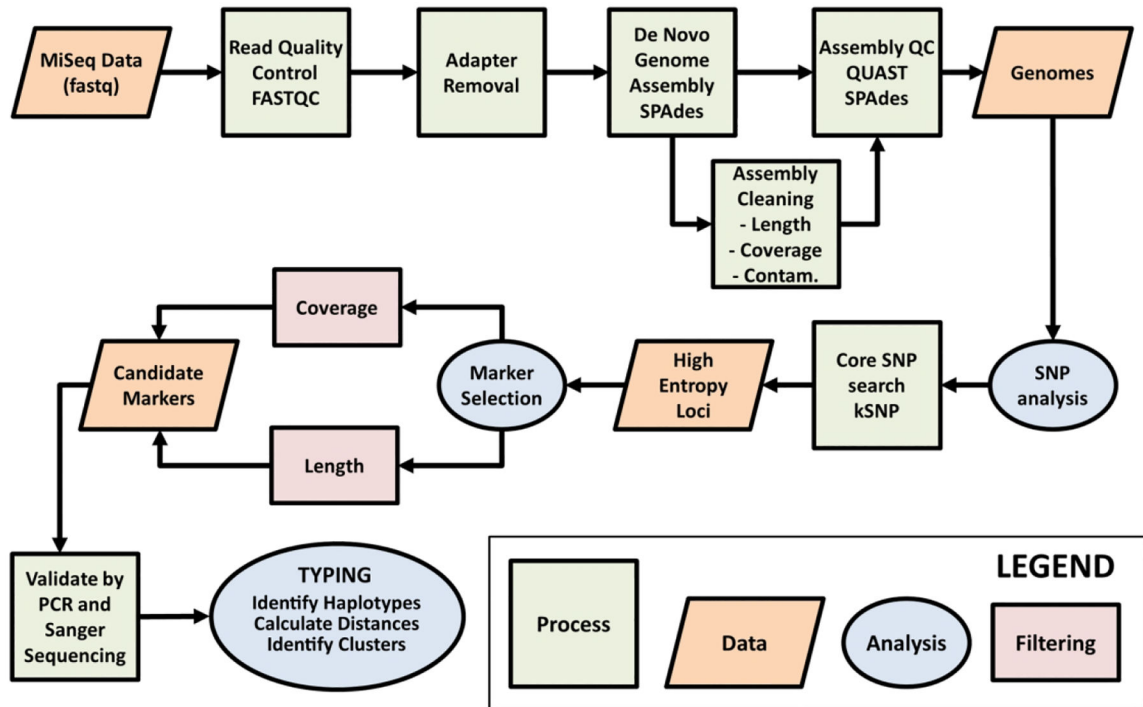 MiSeq Data
(fastq)
Read Quality
Control
FASTQC
Adapter
Removal
De Novo
Genome
Assembly
SPAdes
Assembly QC
QUAST
SPAdes
Genomes
Assembly
Cleaning
- Length
- Coverage
- Contam.
SNP
analysis
Core SNP
search
kSNP
High
Entropy
Loci
Marker
Selection
Coverage
Length
Candidate
Markers
Validate by
PCR and
Sanger
Sequencing
TYPING
Identify Haplotypes
Calculate Distances
Identify Clusters
LEGEND
Process
Data
Analysis
Filtering